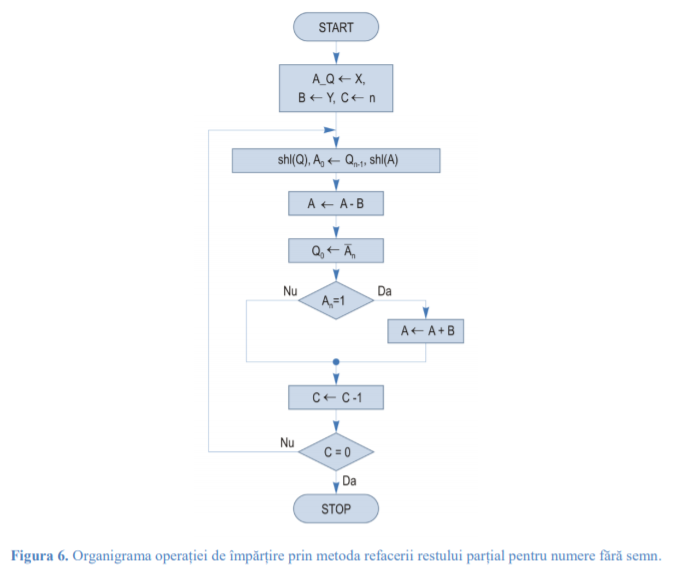 START
A_Q ← X,
B ← Y, C ← n
shl(Q), A₀ ← Qₙ₋₁, shl(A)
A ← A - B
Q₀ ← A̅ₙ
Nu
Aₙ=1
Da
A ← A + B
C ← C -1
Nu
C = 0
Da
STOP
Figura 6. Organigrama operației de împărțire prin metoda refacerii restului parțial pentru numere fără semn.